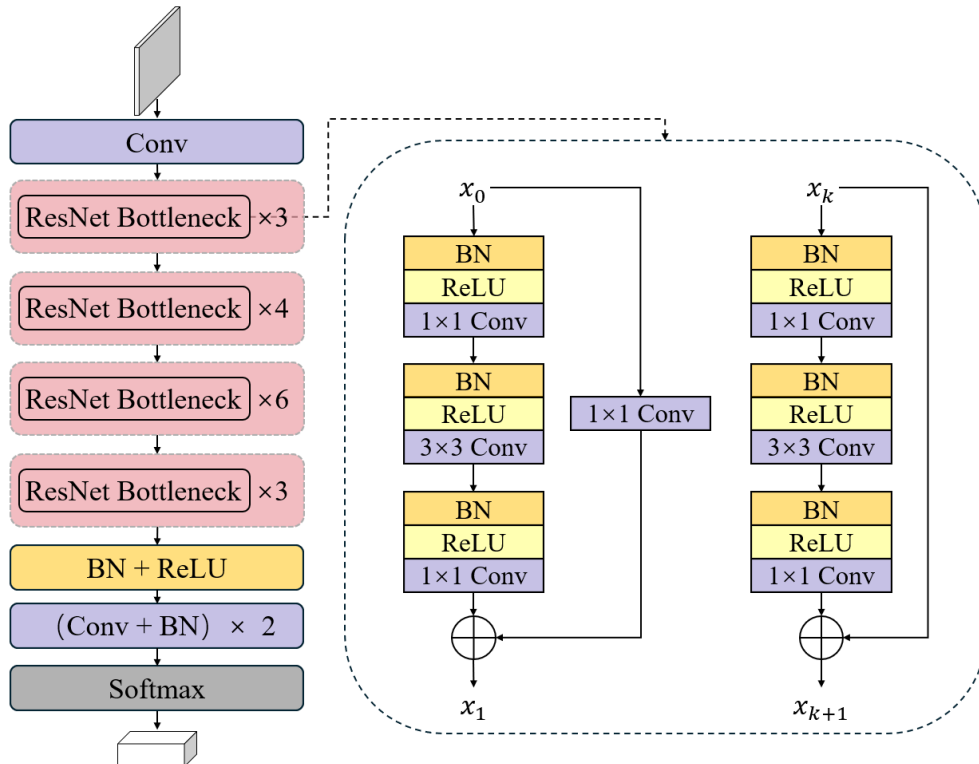 Conv
ResNet Bottleneck ×3
ResNet Bottleneck ×4
ResNet Bottleneck ×6
ResNet Bottleneck ×3
BN + ReLU
(Conv + BN) × 2
Softmax
x₀
BN
ReLU
1×1 Conv
BN
ReLU
3×3 Conv
BN
ReLU
1×1 Conv
1×1 Conv
x₁
xₖ
BN
ReLU
1×1 Conv
BN
ReLU
3×3 Conv
BN
ReLU
1×1 Conv
xₖ₊₁